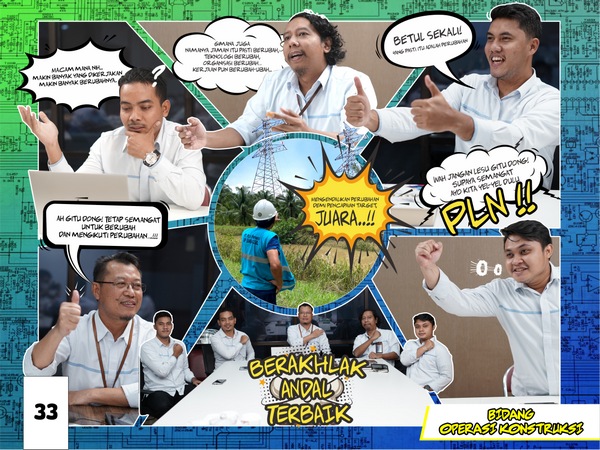 MACAM MANA NIH...
MAKIN BANYAK YANG DIKERJAKAN
MAKIN BANYAK BERUBAHNYA...
GIMANA JUGA
NAMANYA JAMAN ITU PASTI BERUBAH...
TEKNOLOGI BERUBAH,
ORGANISASI BERUBAH...
KERJAAN PUN BERUBAH-UBAH...
BETUL SEKALI!
YANG PASTI ITU ADALAH PERUBAHAN
WAH JANGAN LESU GITU DONG!
SUPAYA SEMANGAT
AYO KITA YEL-YEL DULU
PLN !!
MENGENDALIKAN PERUBAHAN
DEMI PENCAPAIAN TARGET,
JUARA..!!
AH GITU DONG! TETAP SEMANGAT
UNTUK BERUBAH
DAN MENGIKUTI PERUBAHAN...!!!
BERAKHLAK
ANDAL
TERBAIK
33
BIDANG
OPERASI KONSTRUKSI